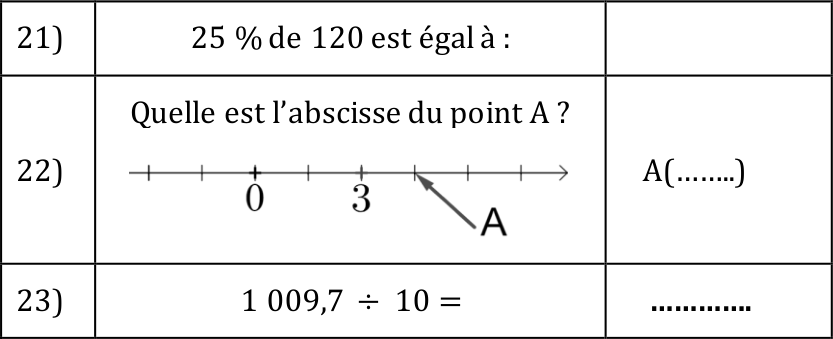 21) 25 % de 120 est égal à :
Quelle est l’abscisse du point A ?
22) A(........)
0 3
A
23) 1 009,7 ÷ 10 = .............